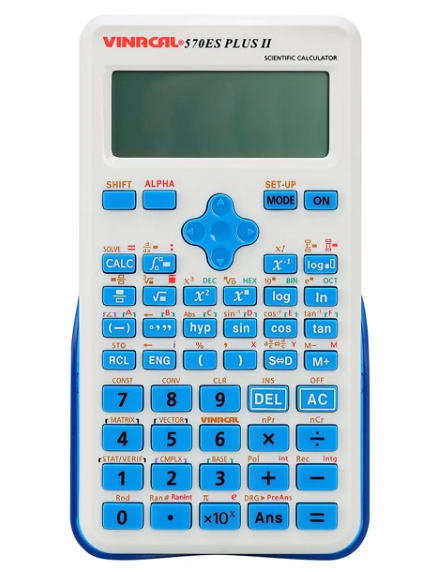 VINACAL® 570ES PLUS II
SCIENTIFIC CALCULATOR
SHIFT ALPHA SET-UP
MODE ON
SOLVE = : x!
CALC x⁻¹ log
x³ DEC HEX 10 BIN e OCT
x² log ln
A B Abs C sin⁻¹ D cos⁻¹ E tan⁻¹ F
(—) °’” hyp sin cos tan
STO ← i % , X Y M− M
RCL ENG ( ) S⇔D M+
CONST CONV CLR INS OFF
7 8 9 DEL AC
MATRIX VECTOR VINACAL nPr nCr
4 5 6 × ÷
STAT/VERIF CMPLX BASE Pol Int Rec Intg
1 2 3 + −
Rnd Ran# RanInt π e DRG▶ PreAns
0 • ×10ˣ Ans =